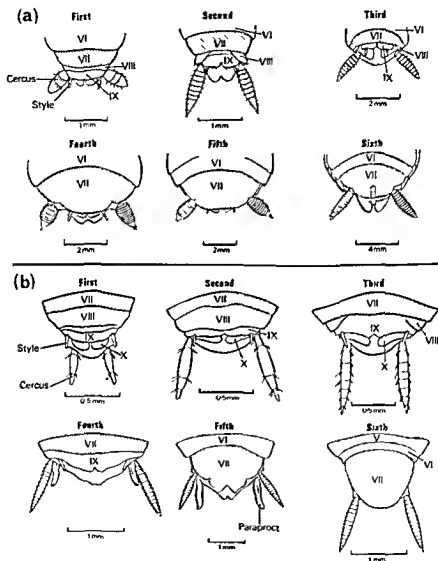 (a)
First
VI
VII
VIII
IX
Cercus
Style
1mm
Second
VI
VII
IX
VIII
1mm
Third
VI
VII
VIII
IX
2mm
Fourth
VI
VII
2mm
Fifth
VI
VII
2mm
Sixth
VI
VII
4mm
(b)
First
VII
VIII
IX
X
Style
Cercus
0.5mm
Second
VII
VIII
IX
X
0.5mm
Third
VII
IX
VIII
X
0.5mm
Fourth
VII
IX
1mm
Fifth
VI
VII
Paraproct
1mm
Sixth
V
VI
VII
1mm